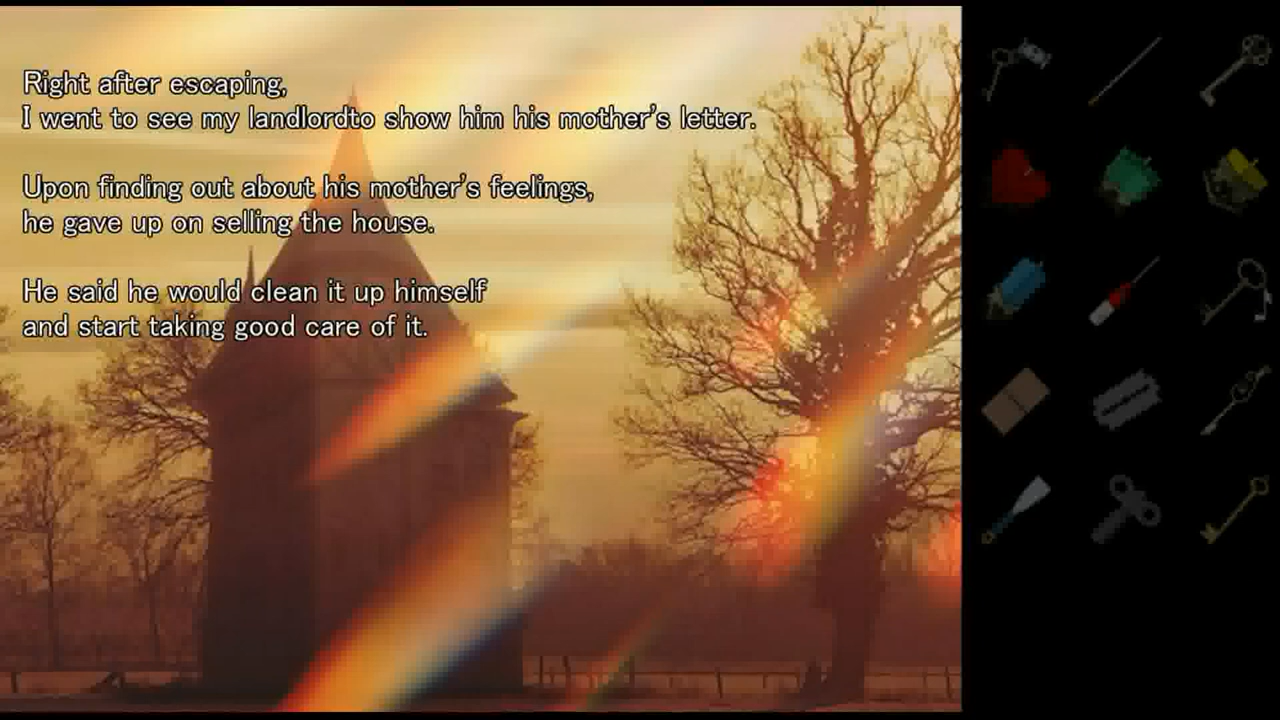 Right after escaping,
I went to see my landlordto show him his mother's letter.
Upon finding out about his mother's feelings,
he gave up on selling the house.
He said he would clean it up himself
and start taking good care of it.